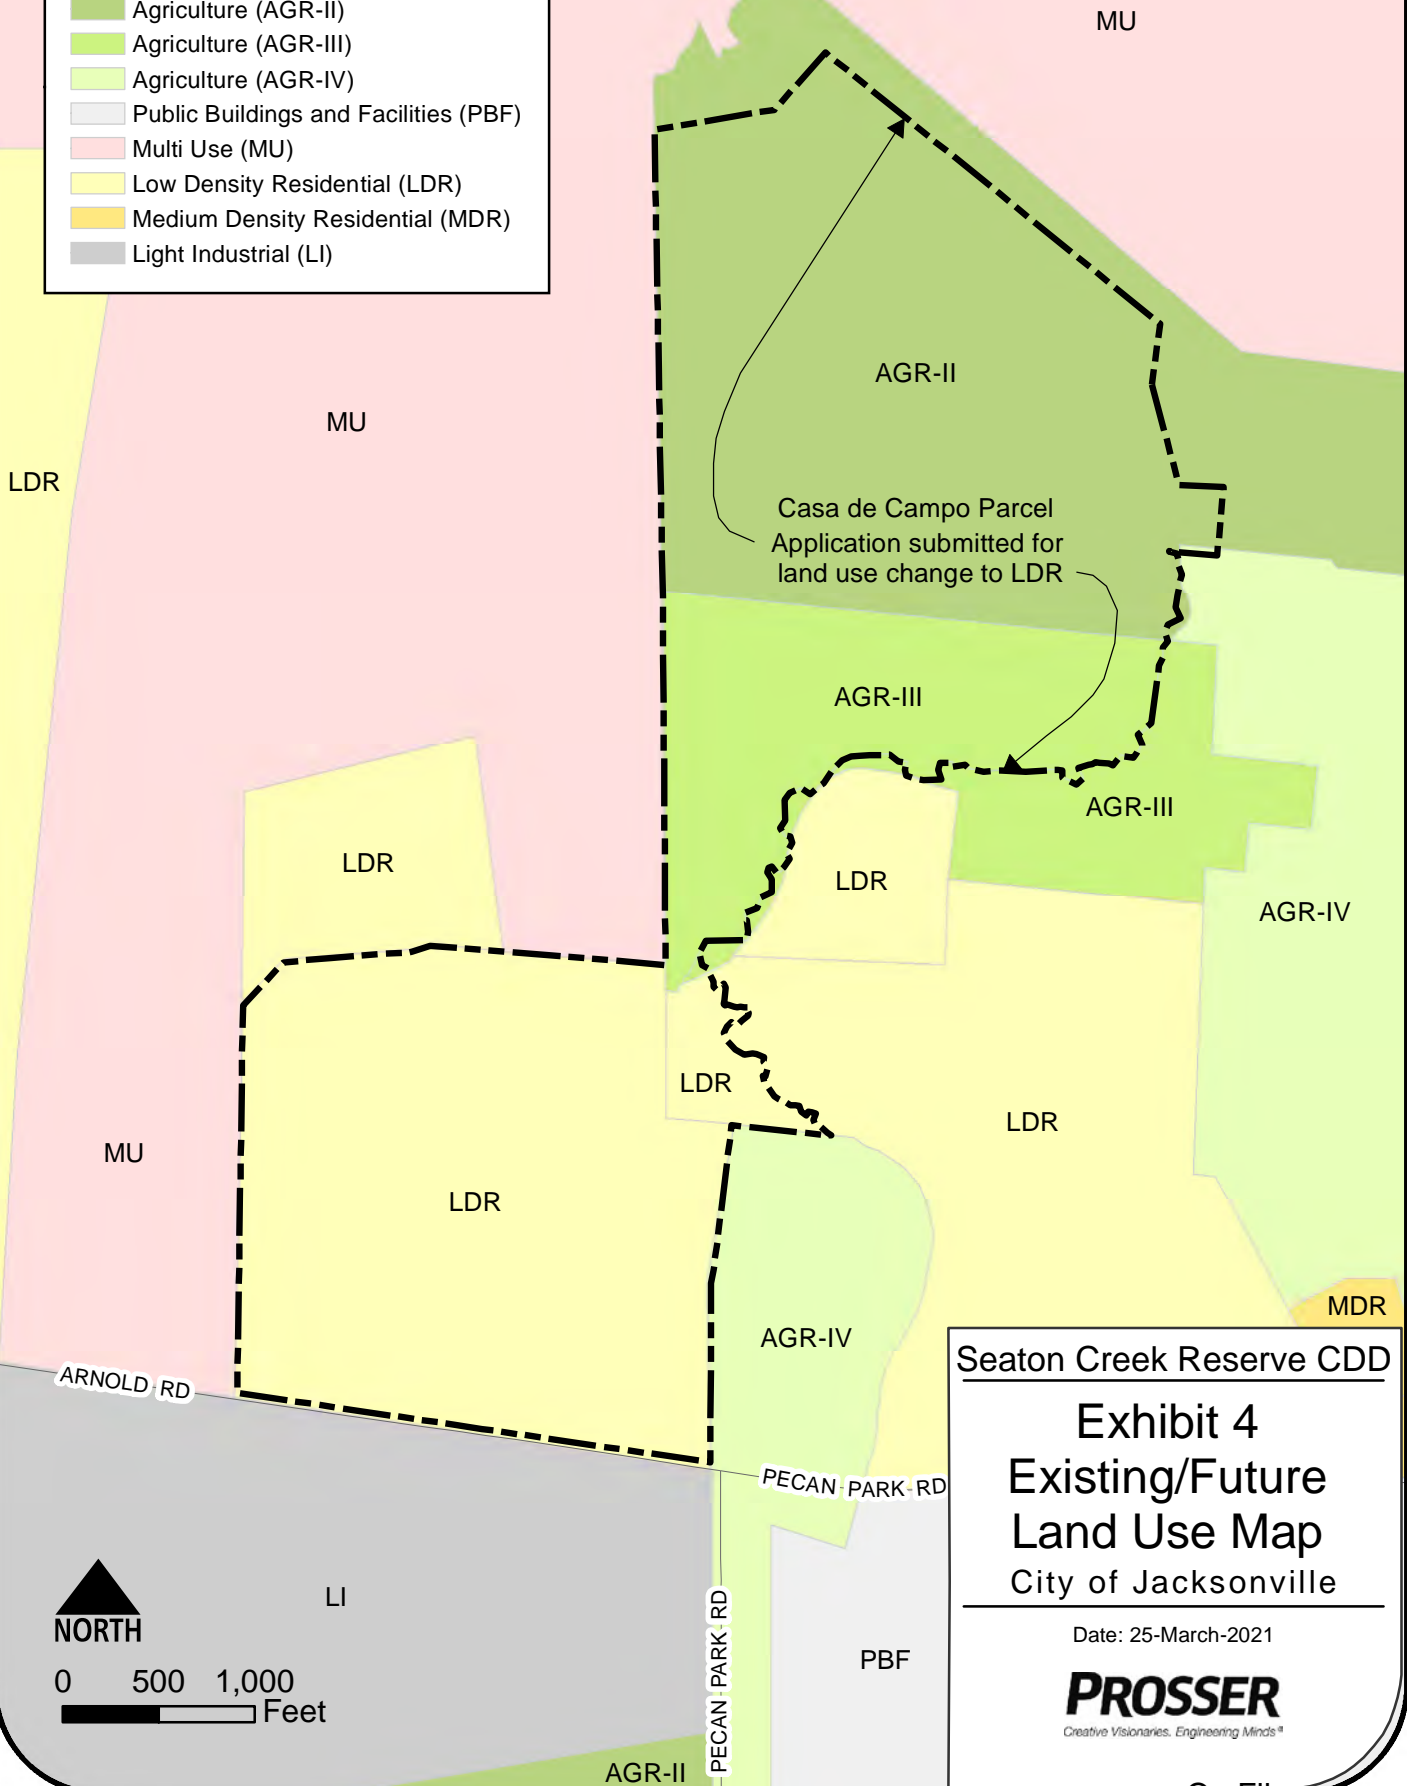 Agriculture (AGR-II)
Agriculture (AGR-III)
Agriculture (AGR-IV)
Public Buildings and Facilities (PBF)
Multi Use (MU)
Low Density Residential (LDR)
Medium Density Residential (MDR)
Light Industrial (LI)
MU
AGR-II
MU
LDR
Casa de Campo Parcel
Application submitted for
land use change to LDR
AGR-III
AGR-III
LDR
LDR
AGR-IV
LDR
LDR
MU
LDR
MDR
AGR-IV
ARNOLD RD
PECAN PARK RD
LI
PECAN PARK RD
PBF
AGR-II
NORTH
0 500 1,000
Feet
Seaton Creek Reserve CDD
Exhibit 4
Existing/Future
Land Use Map
City of Jacksonville
Date: 25-March-2021
PROSSER
Creative Visionaries. Engineering Minds®